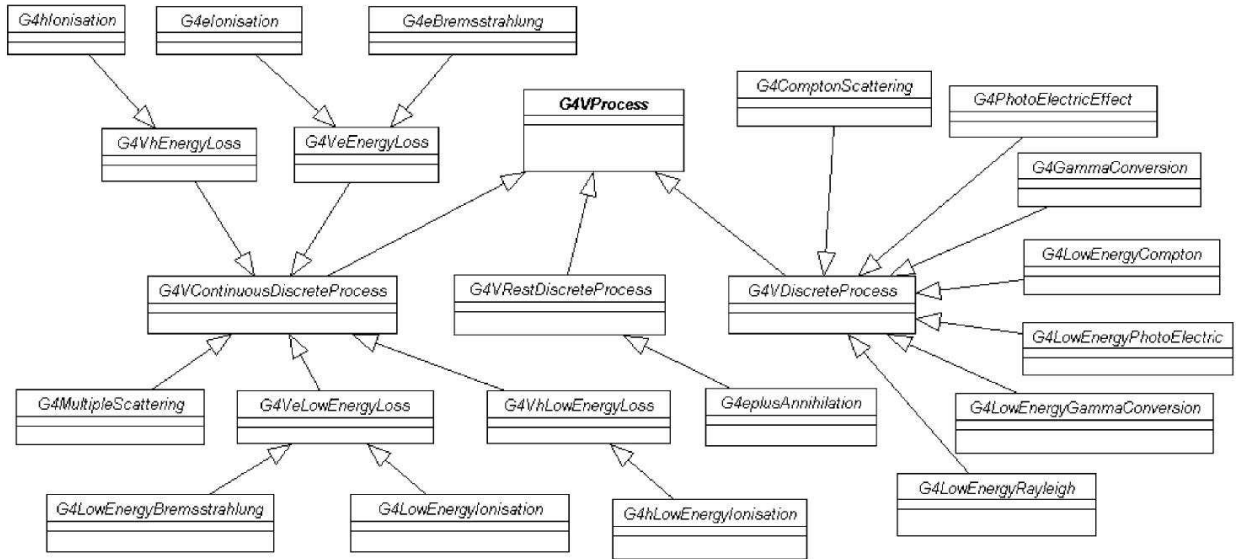 G4hIonisation
G4eIonisation
G4eBremsstrahlung
G4ComptonScattering
G4PhotoElectricEffect
G4VProcess
G4VhEnergyLoss
G4VeEnergyLoss
G4GammaConversion
G4LowEnergyCompton
G4VContinuousDiscreteProcess
G4VRestDiscreteProcess
G4VDiscreteProcess
G4LowEnergyPhotoElectric
G4MultipleScattering
G4VeLowEnergyLoss
G4VhLowEnergyLoss
G4eplusAnnihilation
G4LowEnergyGammaConversion
G4LowEnergyBremsstrahlung
G4LowEnergyIonisation
G4hLowEnergyIonisation
G4LowEnergyRayleigh